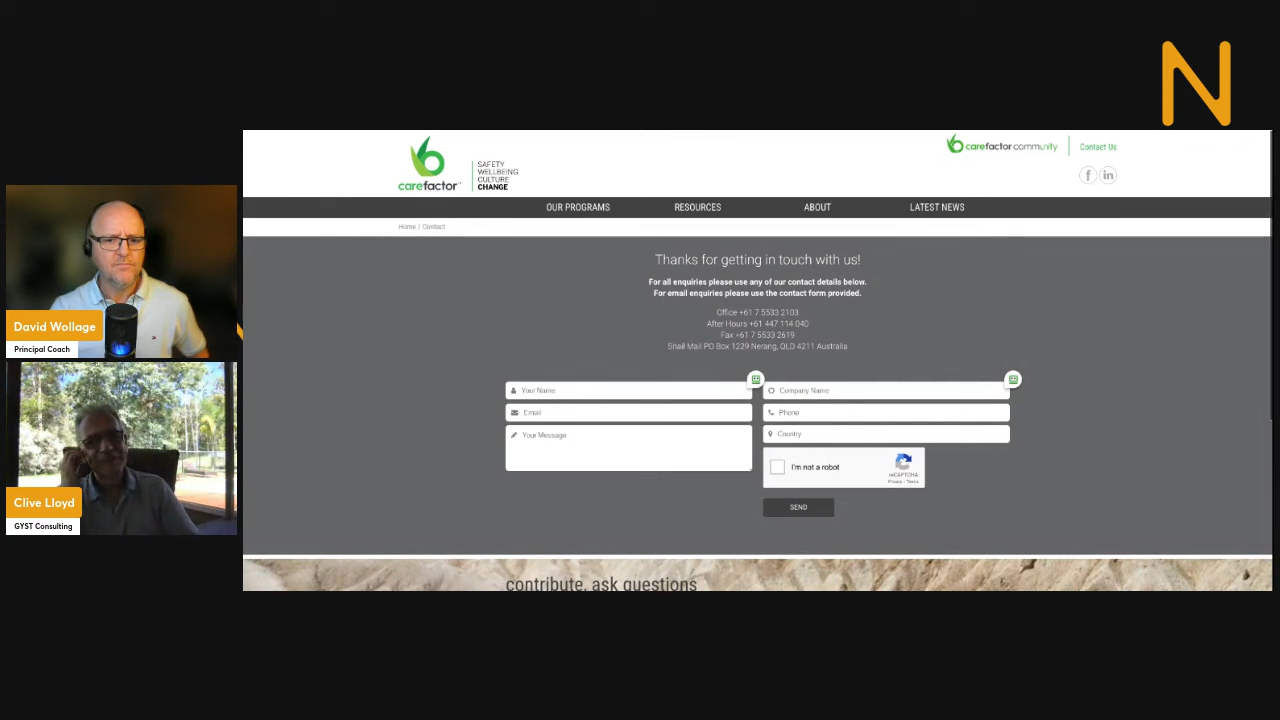 N
carefactor™
SAFETY
WELLBEING
CULTURE
CHANGE
carefactor community
Contact Us
f
in
OUR PROGRAMS
RESOURCES
ABOUT
LATEST NEWS
Home / Contact
Thanks for getting in touch with us!
For all enquiries please use any of our contact details below.
For email enquiries please use the contact form provided.
Office +61 7 5533 2103
After Hours +61 447 114 040
Fax +61 7 5533 2619
Snail Mail PO Box 1229 Nerang, QLD 4211 Australia
Your Name
Company Name
Email
Phone
Your Message
Country
I'm not a robot
reCAPTCHA
Privacy - Terms
SEND
contribute, ask questions
David Wollage
Principal Coach
Clive Lloyd
GYST Consulting